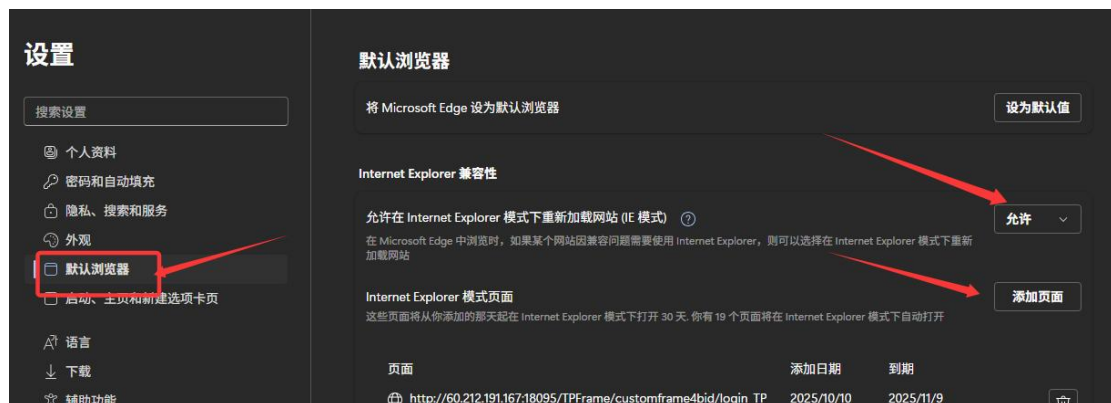 设置
搜索设置
个人资料
密码和自动填充
隐私、搜索和服务
外观
默认浏览器
启动、主页和新建选项卡页
语言
下载
辅助功能
默认浏览器
将 Microsoft Edge 设为默认浏览器
设为默认值
Internet Explorer 兼容性
允许在 Internet Explorer 模式下重新加载网站 (IE 模式)
允许
在 Microsoft Edge 中浏览时，如果某个网站因兼容问题需要使用 Internet Explorer，则可以选择在 Internet Explorer 模式下重新
加载网站
Internet Explorer 模式页面
添加页面
这些页面将从你添加的那天起在 Internet Explorer 模式下打开 30 天. 你有 19 个页面将在 Internet Explorer 模式下自动打开
页面 添加日期 到期
http://60.212.191.167:18095/TPFrame/customframe4bid/login_TP 2025/10/10 2025/11/9